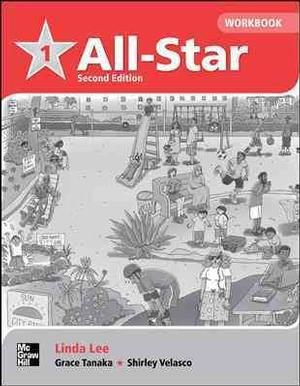 WORKBOOK
1 All-Star
Second Edition
Mc
Graw
Hill
Linda Lee
Grace Tanaka ★ Shirley Velasco